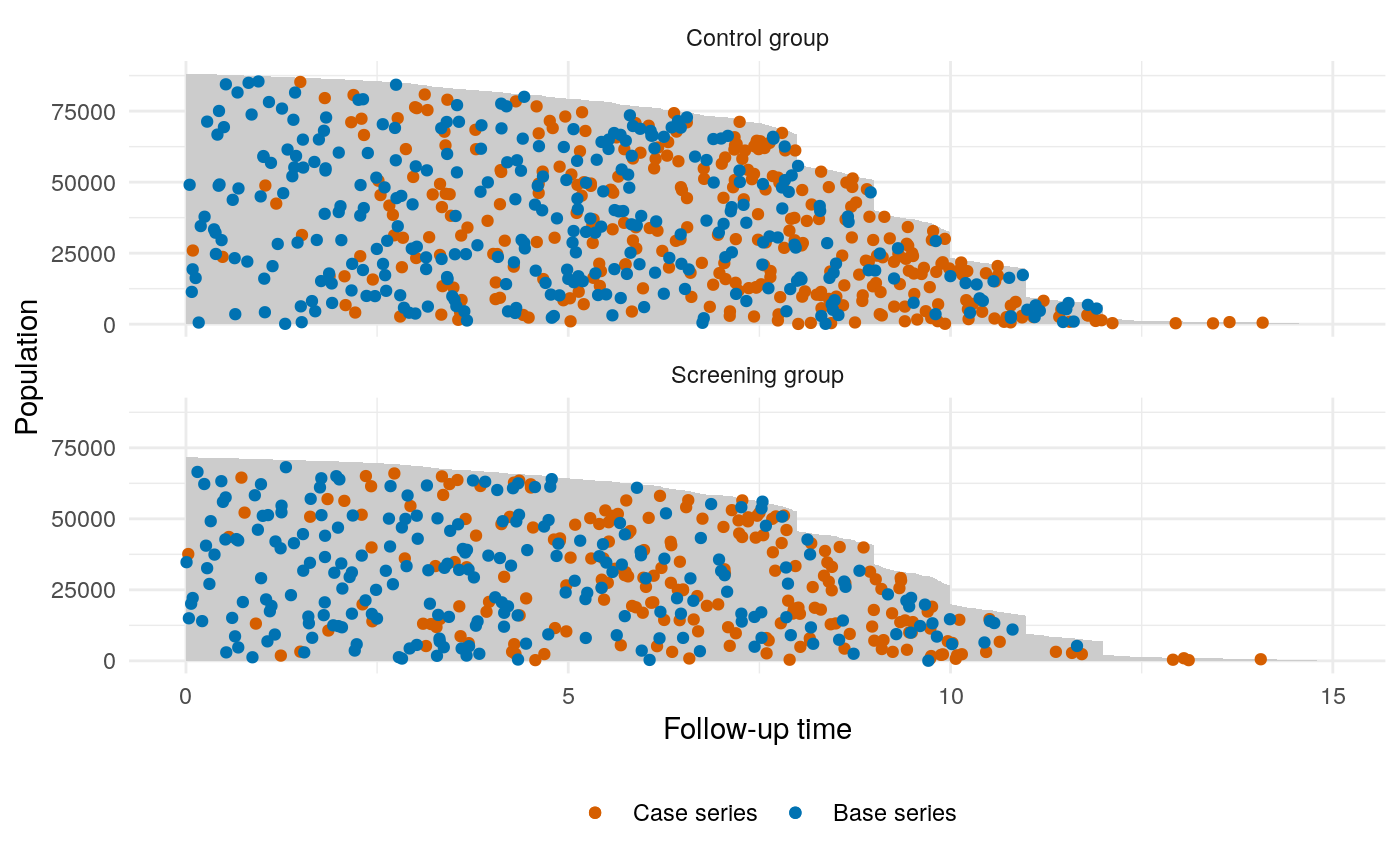 Control group
75000
50000
25000
0
Population
Screening group
75000
50000
25000
0
0 5 10 15
Follow-up time
Case series Base series